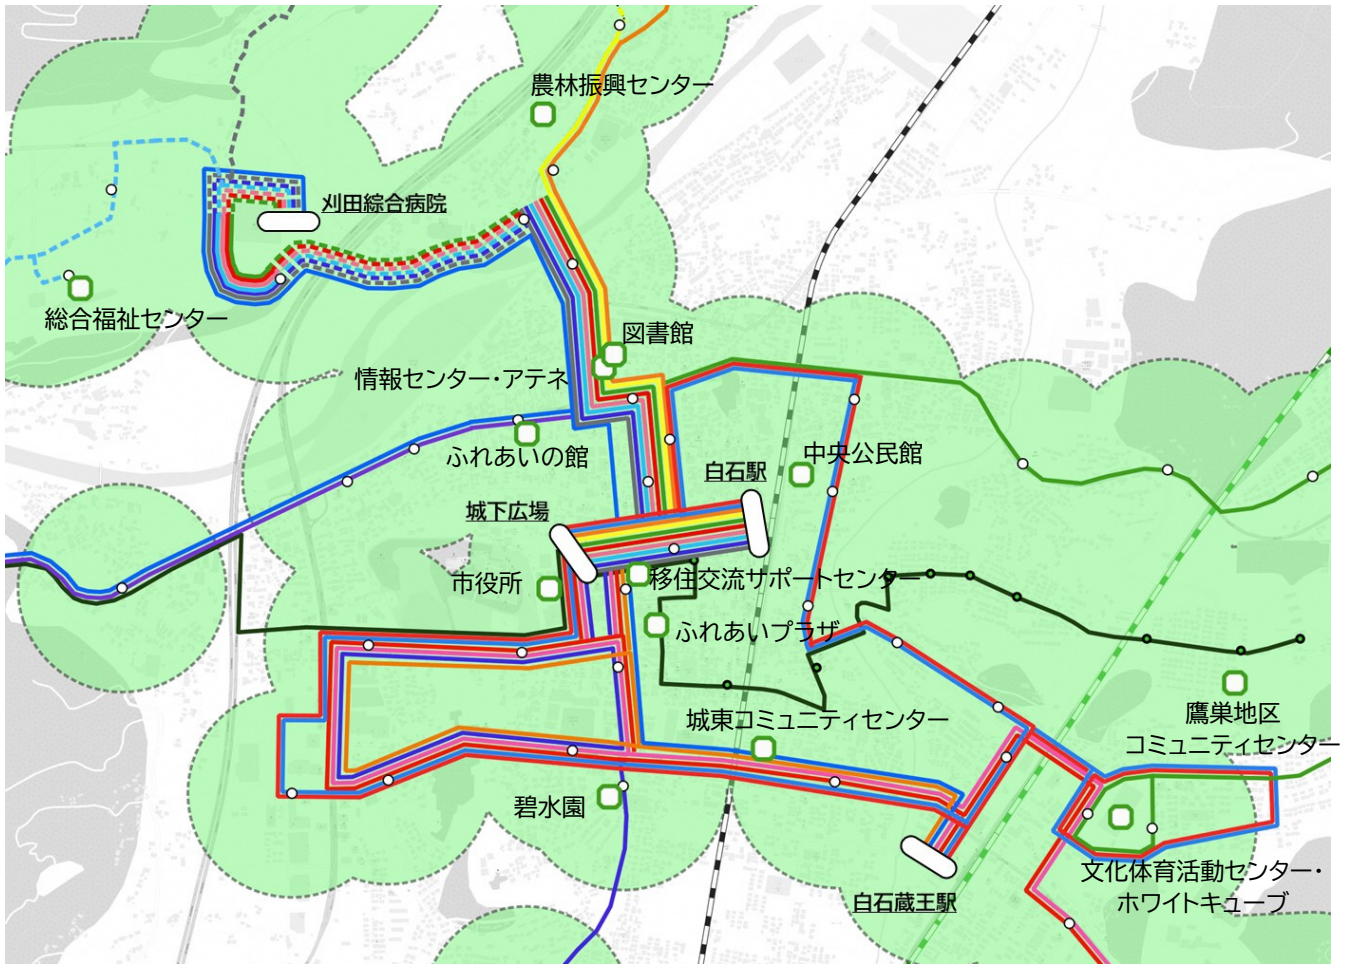 農林振興センター
刈田綜合病院
総合福祉センター
図書館
情報センター・アテネ
ふれあいの館
中央公民館
白石駅
城下広場
市役所
移住交流サポートセンター
ふれあいプラザ
城東コミュニティセンター
鷹巣地区
コミュニティセンター
碧水園
文化体育活動センター・
ホワイトキューブ
白石蔵王駅